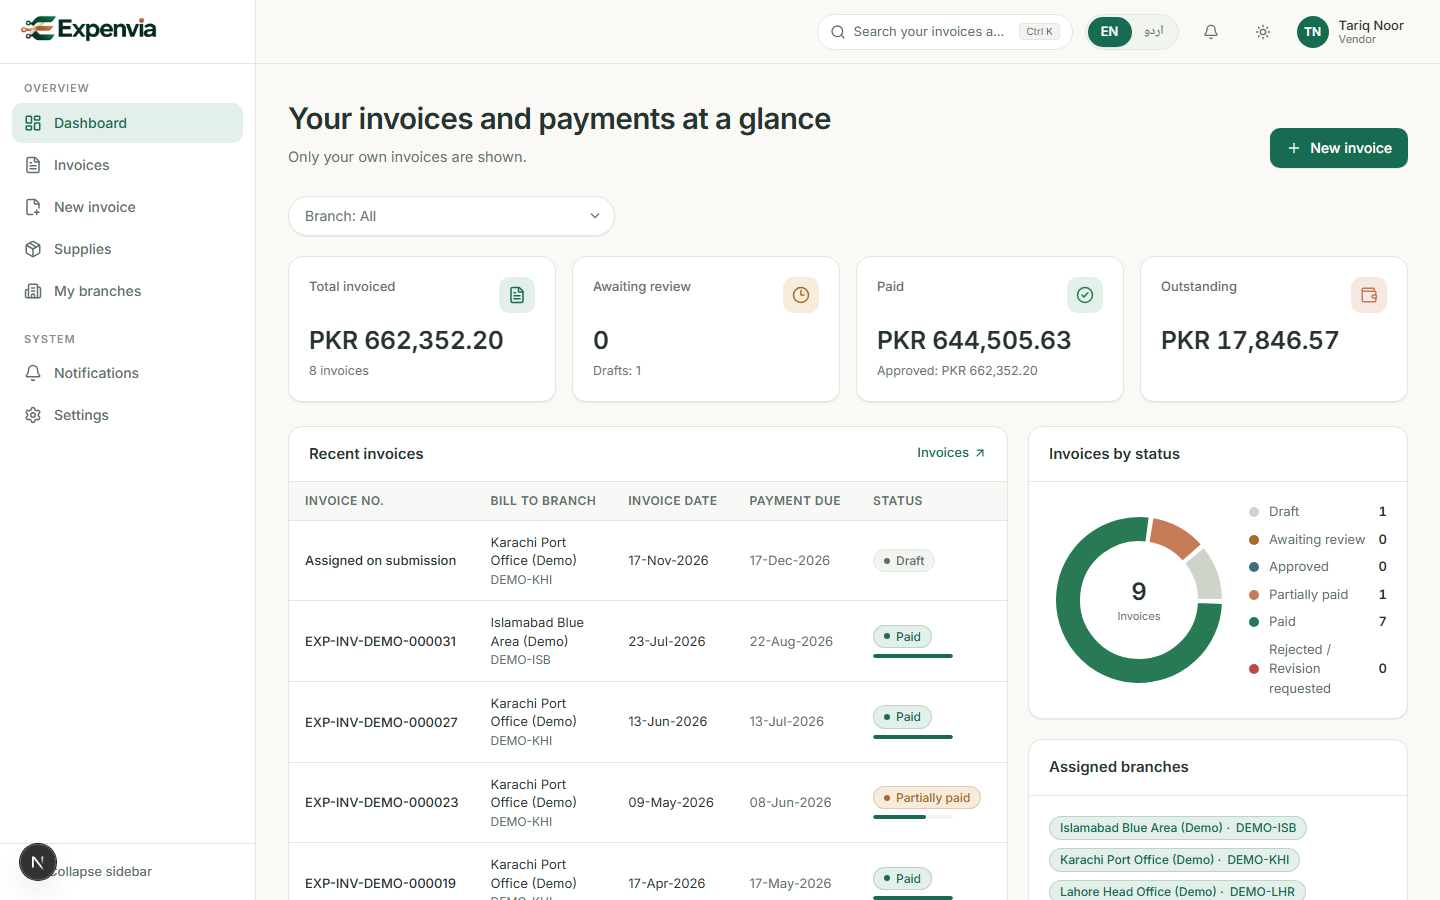 Expenvia
Search your invoices a...
Ctrl K
EN
اردو
TN
Tariq Noor
Vendor
OVERVIEW
Dashboard
Invoices
New invoice
Supplies
My branches
SYSTEM
Notifications
Settings
N
ollapse sidebar
Your invoices and payments at a glance
Only your own invoices are shown.
+ New invoice
Branch: All
Total invoiced
PKR 662,352.20
8 invoices
Awaiting review
0
Drafts: 1
Paid
PKR 644,505.63
Approved: PKR 662,352.20
Outstanding
PKR 17,846.57
Recent invoices
Invoices
INVOICE NO. BILL TO BRANCH INVOICE DATE PAYMENT DUE STATUS
Assigned on submission
Karachi Port
Office (Demo)
DEMO-KHI
17-Nov-2026
17-Dec-2026
Draft
EXP-INV-DEMO-000031
Islamabad Blue
Area (Demo)
DEMO-ISB
23-Jul-2026
22-Aug-2026
Paid
EXP-INV-DEMO-000027
Karachi Port
Office (Demo)
DEMO-KHI
13-Jun-2026
13-Jul-2026
Paid
EXP-INV-DEMO-000023
Karachi Port
Office (Demo)
DEMO-KHI
09-May-2026
08-Jun-2026
Partially paid
EXP-INV-DEMO-000019
Karachi Port
Office (Demo)
17-Apr-2026
17-May-2026
Paid
Invoices by status
9
Invoices
Draft 1
Awaiting review 0
Approved 0
Partially paid 1
Paid 7
Rejected /
Revision
requested
0
Assigned branches
Islamabad Blue Area (Demo) · DEMO-ISB
Karachi Port Office (Demo) · DEMO-KHI
Lahore Head Office (Demo) · DEMO-LHR